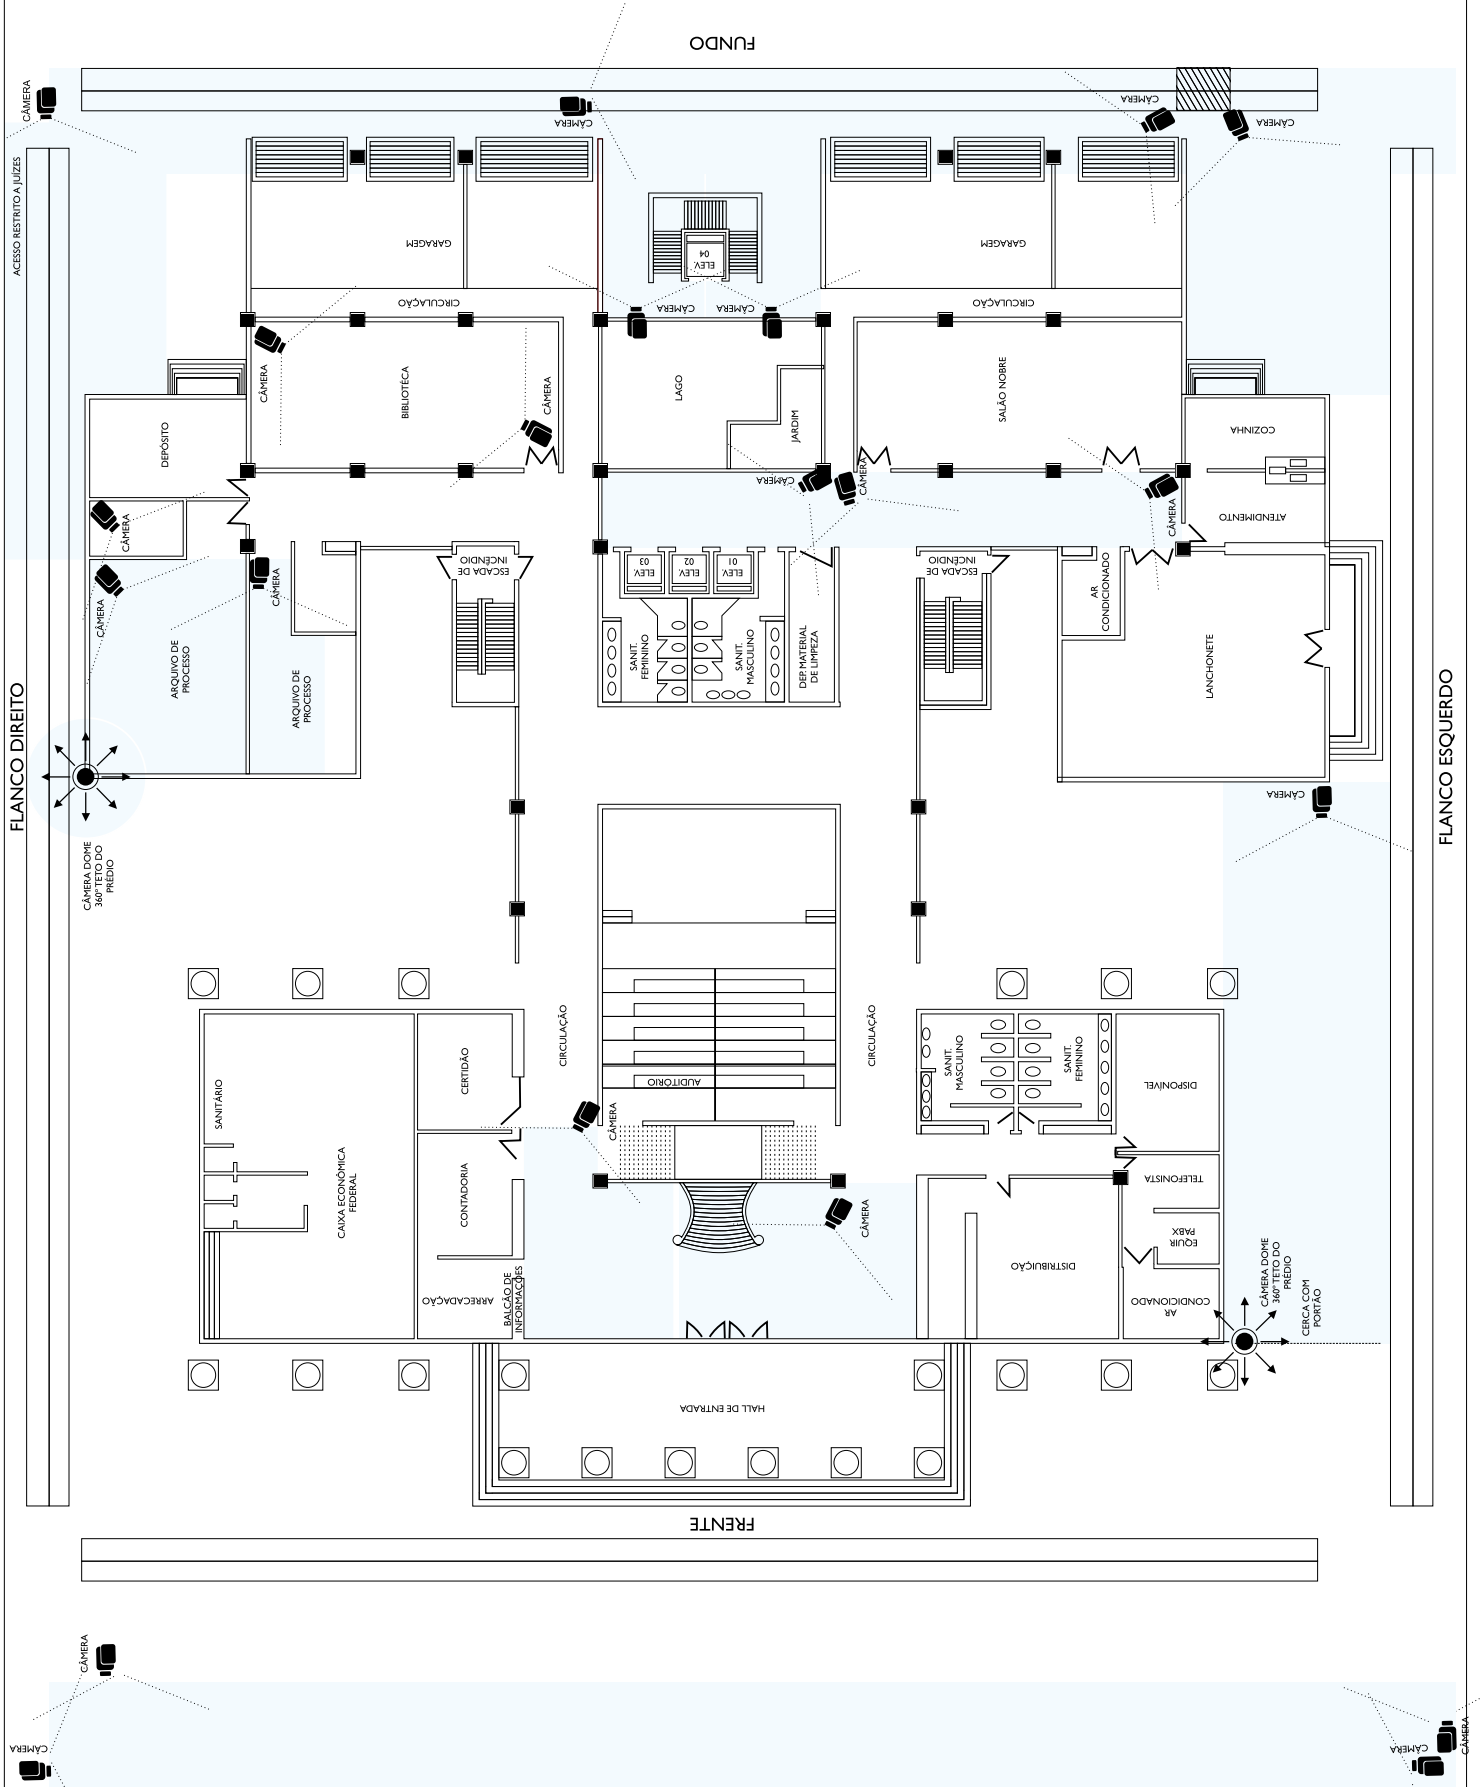 FUNDO
CÂMERA
CÂMERA
CÂMERA
CÂMERA
ACESSO RESTRITO A JUÍZES
GARAGEM
GARAGEM
ELEV.
04
CIRCULAÇÃO
CÂMERA
CÂMERA
CIRCULAÇÃO
CÂMERA
BIBLIOTÉCA
CÂMERA
LAGO
JARDIM
SALÃO NOBRE
DEPÓSITO
COZINHA
CÂMERA
CÂMERA
CÂMERA
ATENDIMENTO
CÂMERA
ESCADA DE
INCÊNDIO
ELEV.
03
ELEV.
02
ELEV.
01
ESCADA DE
INCÊNDIO
AR
CONDICIONADO
CÂMERA
CÂMERA
ARQUIVO DE
PROCESSO
ARQUIVO DE
PROCESSO
SANIT.
FEMININO
SANIT.
MASCULINO
DEP. MATERIAL
DE LIMPEZA
LANCHONETE
FLANCO DIREITO
FLANCO ESQUERDO
CÂMERA
CÂMERA DOME
360º TETO DO
PRÉDIO
CIRCULAÇÃO
CIRCULAÇÃO
SANITÁRIO
CERTIDÃO
AUDITÓRIO
SANIT.
MASCULINO
SANIT.
FEMININO
DISPONÍVEL
CÂMERA
CAIXA ECONÔMICA
FEDERAL
CONTADORIA
CÂMERA
TELEFONISTA
EQUIR
PABX
DISTRIBUIÇÃO
ARRECADAÇÃO
BALCÃO DE
INFORMAÇÕES
AR
CONDICIONADO
CÂMERA DOME
360º TETO DO
PRÉDIO
CERCA COM
PORTÃO
HALL DE ENTRADA
FRENTE
CÂMERA
CÂMERA
CÂMERA
CÂMERA